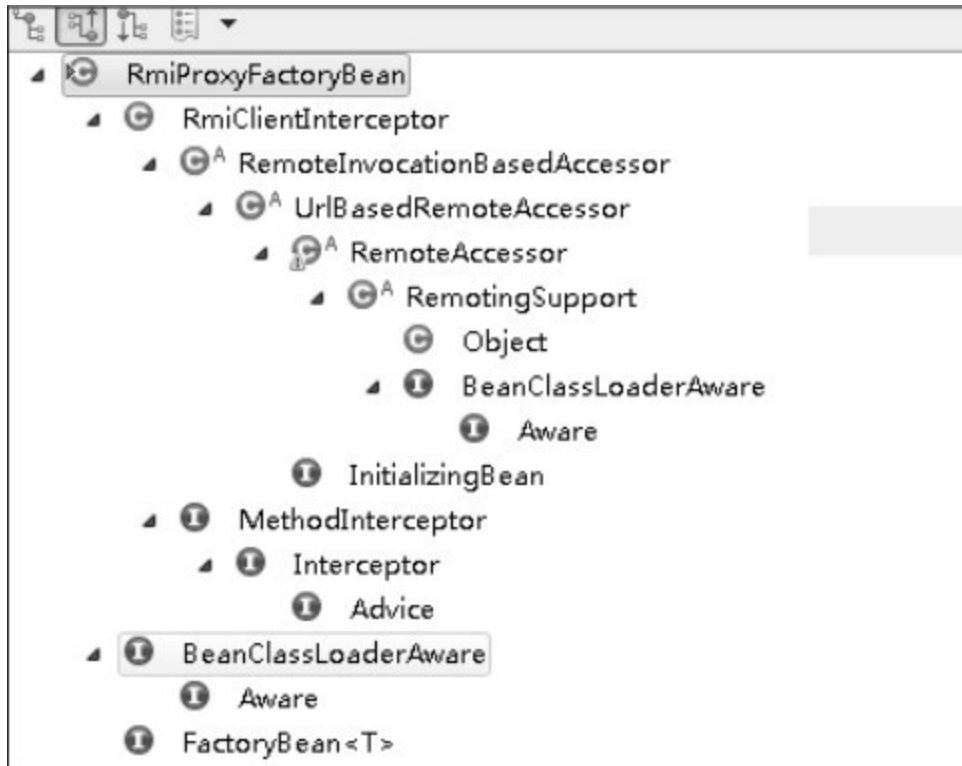 RmiProxyFactoryBean
RmiClientInterceptor
A RemoteInvocationBasedAccessor
A UrlBasedRemoteAccessor
A RemoteAccessor
A RemotingSupport
Object
BeanClassLoaderAware
Aware
InitializingBean
MethodInterceptor
Interceptor
Advice
BeanClassLoaderAware
Aware
FactoryBean<T>